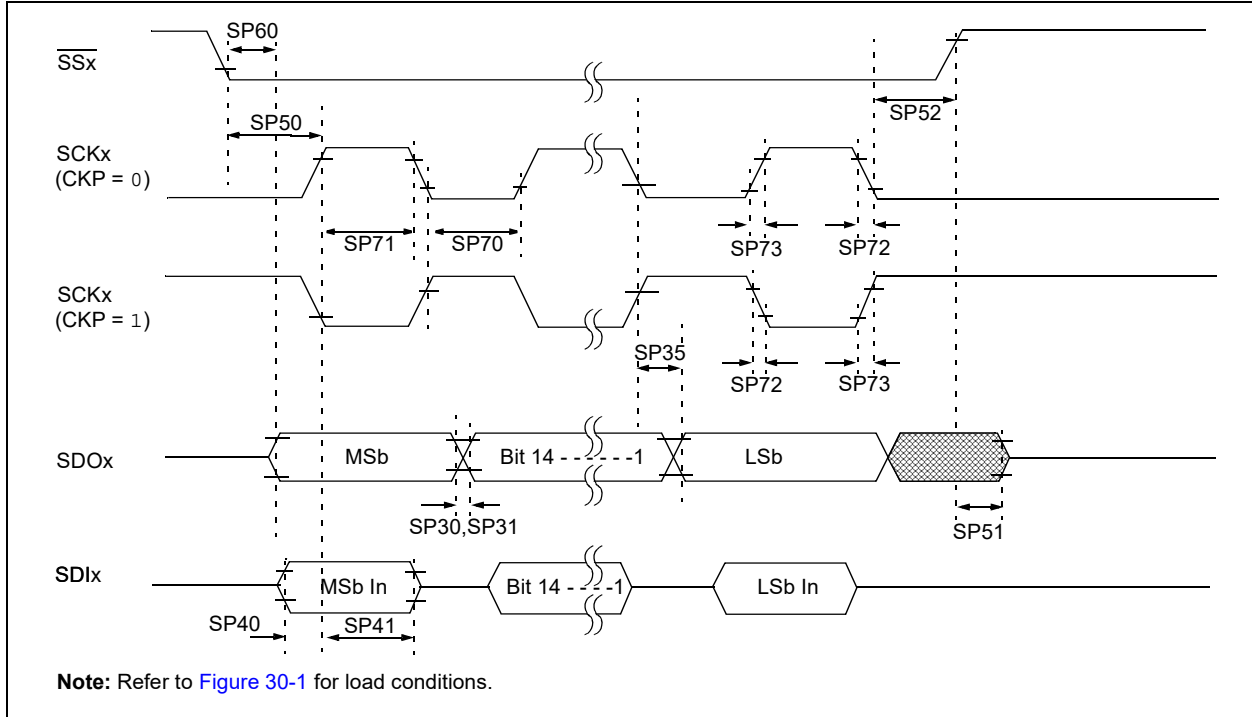 SP60
SSx
SP52
SP50
SCKx
(CKP = 0)
SP71
SP70
SP73
SP72
SCKx
(CKP = 1)
SP35
SP72
SP73
SDOx
MSb
Bit 14 - - - - - -1
LSb
SP30,SP31
SP51
SDIx
MSb In
Bit 14 - - - -1
LSb In
SP40
SP41
Note: Refer to Figure 30-1 for load conditions.